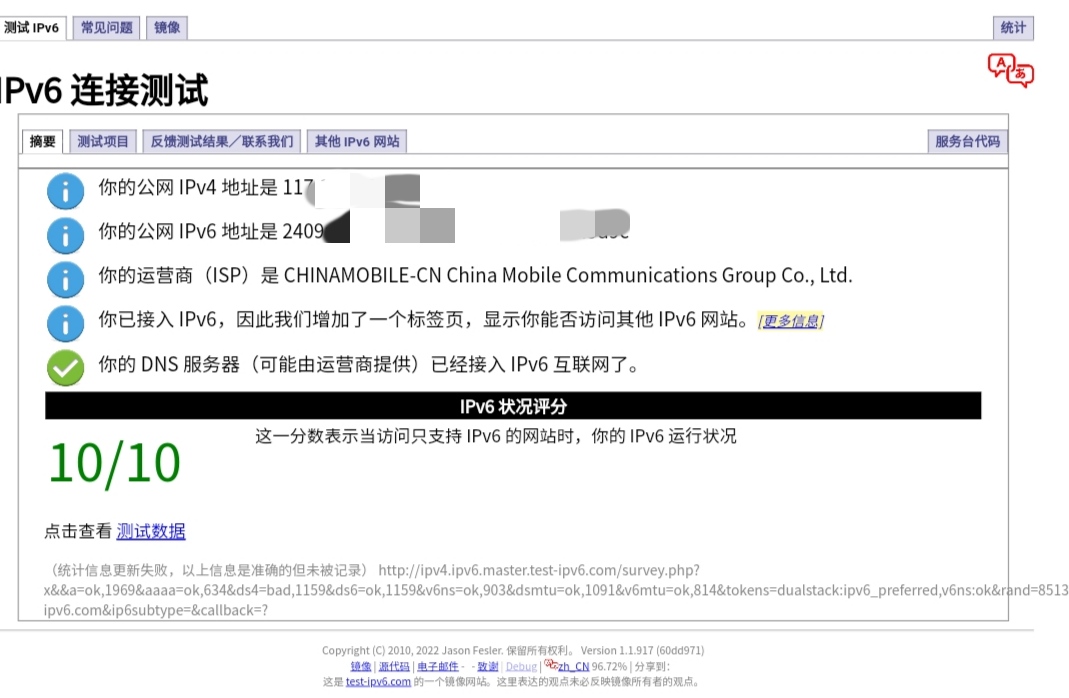 测试 IPv6 常见问题 镜像 统计
IPv6 连接测试
摘要 测试项目 反馈测试结果／联系我们 其他 IPv6 网站 服务台代码
你的公网 IPv4 地址是 117
你的公网 IPv6 地址是 2409
你的运营商（ISP）是 CHINAMOBILE-CN China Mobile Communications Group Co., Ltd.
你已接入 IPv6，因此我们增加了一个标签页，显示你能否访问其他 IPv6 网站。 [更多信息]
你的 DNS 服务器（可能由运营商提供）已经接入 IPv6 互联网了。
IPv6 状况评分
这一分数表示当访问只支持 IPv6 的网站时，你的 IPv6 运行状况
10/10
点击查看 测试数据
（统计信息更新失败，以上信息是准确的但未被记录） http://ipv4.ipv6.master.test-ipv6.com/survey.php?
x&&a=ok,1969&aaaa=ok,634&ds4=bad,1159&ds6=ok,1159&v6ns=ok,903&dsmtu=ok,1091&v6mtu=ok,814&tokens=dualstack:ipv6_preferred,v6ns:ok&rand=8513
ipv6.com&ip6subtype=&callback=?
Copyright (C) 2010, 2022 Jason Fesler. 保留所有权利。 Version 1.1.917 (60dd971)
镜像 | 源代码 | 电子邮件 - - 致谢 | Debug | zh_CN 96.72% | 分享到：
这是 test-ipv6.com 的一个镜像网站。这里表达的观点未必反映镜像所有者的观点。